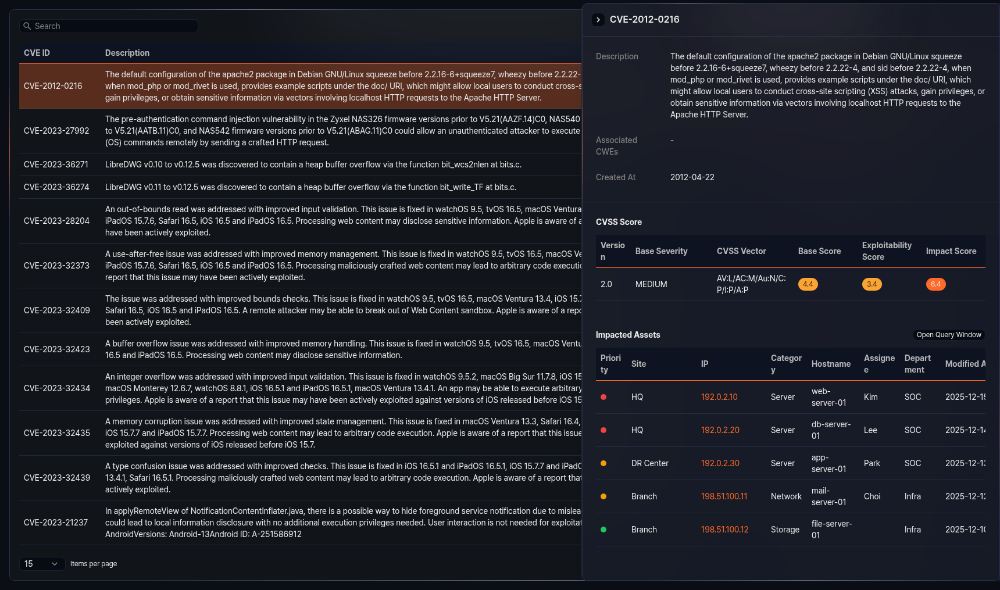 Search
CVE ID Description
CVE-2012-0216
The default configuration of the apache2 package in Debian GNU/Linux squeeze before 2.2.16-6+squeeze7, wheezy before 2.2.22-
when mod_php or mod_rivet is used, provides example scripts under the doc/ URI, which might allow local users to conduct cross-s
gain privileges, or obtain sensitive information via vectors involving localhost HTTP requests to the Apache HTTP Server.
CVE-2023-27992
The pre-authentication command injection vulnerability in the Zyxel NAS326 firmware versions prior to V5.21(AAZF.14)C0, NAS540
to V5.21(AATB.11)C0, and NAS542 firmware versions prior to V5.21(ABAG.11)C0 could allow an unauthenticated attacker to execute
(OS) commands remotely by sending a crafted HTTP request.
CVE-2023-36271 LibreDWG v0.10 to v0.12.5 was discovered to contain a heap buffer overflow via the function bit_wcs2nlen at bits.c.
CVE-2023-36274 LibreDWG v0.11 to v0.12.5 was discovered to contain a heap buffer overflow via the function bit_write_TF at bits.c.
CVE-2023-28204
An out-of-bounds read was addressed with improved input validation. This issue is fixed in watchOS 9.5, tvOS 16.5, macOS Ventura
iPadOS 15.7.6, Safari 16.5, iOS 16.5 and iPadOS 16.5. Processing web content may disclose sensitive information. Apple is aware of a
have been actively exploited.
CVE-2023-32373
A use-after-free issue was addressed with improved memory management. This issue is fixed in watchOS 9.5, tvOS 16.5, macOS Ve
iPadOS 15.7.6, Safari 16.5, iOS 16.5 and iPadOS 16.5. Processing maliciously crafted web content may lead to arbitrary code executic
report that this issue may have been actively exploited.
CVE-2023-32409
The issue was addressed with improved bounds checks. This issue is fixed in watchOS 9.5, tvOS 16.5, macOS Ventura 13.4, iOS 15.7
Safari 16.5, iOS 16.5 and iPadOS 16.5. A remote attacker may be able to break out of Web Content sandbox. Apple is aware of a repo
been actively exploited.
CVE-2023-32423
A buffer overflow issue was addressed with improved memory handling. This issue is fixed in watchOS 9.5, tvOS 16.5, macOS Ventu
16.5 and iPadOS 16.5. Processing web content may disclose sensitive information.
CVE-2023-32434
An integer overflow was addressed with improved input validation. This issue is fixed in watchOS 9.5.2, macOS Big Sur 11.7.8, iOS 15
macOS Monterey 12.6.7, watchOS 8.8.1, iOS 16.5.1 and iPadOS 16.5.1, macOS Ventura 13.4.1. An app may be able to execute arbitrary
privileges. Apple is aware of a report that this issue may have been actively exploited against versions of iOS released before iOS 15
CVE-2023-32435
A memory corruption issue was addressed with improved state management. This issue is fixed in macOS Ventura 13.3, Safari 16.4,
iOS 15.7.7 and iPadOS 15.7.7. Processing web content may lead to arbitrary code execution. Apple is aware of a report that this issue
exploited against versions of iOS released before iOS 15.7.
CVE-2023-32439
A type confusion issue was addressed with improved checks. This issue is fixed in iOS 16.5.1 and iPadOS 16.5.1, iOS 15.7.7 and iPadO
13.4.1, Safari 16.5.1. Processing maliciously crafted web content may lead to arbitrary code execution. Apple is aware of a report that
actively exploited.
CVE-2023-21237
In applyRemoteView of NotificationContentInflater.java, there is a possible way to hide foreground service notification due to mislea
could lead to local information disclosure with no additional execution privileges needed. User interaction is not needed for exploitat
AndroidVersions: Android-13Android ID: A-251586912
15 Items per page
CVE-2012-0216
Description
The default configuration of the apache2 package in Debian GNU/Linux squeeze
before 2.2.16-6+squeeze7, wheezy before 2.2.22-4, and sid before 2.2.22-4, when
mod_php or mod_rivet is used, provides example scripts under the doc/ URI, which
might allow local users to conduct cross-site scripting (XSS) attacks, gain privileges, or
obtain sensitive information via vectors involving localhost HTTP requests to the
Apache HTTP Server.
Associated -
CWEs
Created At 2012-04-22
CVSS Score
Versio
n
Base Severity
CVSS Vector
Base Score
Exploitability
Score
Impact Score
2.0
MEDIUM
AV:L/AC:M/Au:N/C:
P/I:P/A:P
4.4
3.4
6.4
Impacted Assets Open Query Window
Priori
ty
Site
IP
Categor
y
Hostname
Assigne
e
Depart
ment
Modified A
HQ
192.0.2.10
Server
web-
server-01
Kim
SOC
2025-12-15
HQ
192.0.2.20
Server
db-server-
01
Lee
SOC
2025-12-14
DR Center
192.0.2.30
Server
app-
server-01
Park
SOC
2025-12-13
Branch
198.51.100.11
Network
mail-
server-01
Choi
Infra
2025-12-12
Branch
198.51.100.12
Storage
file-server-
01
Infra
2025-12-10